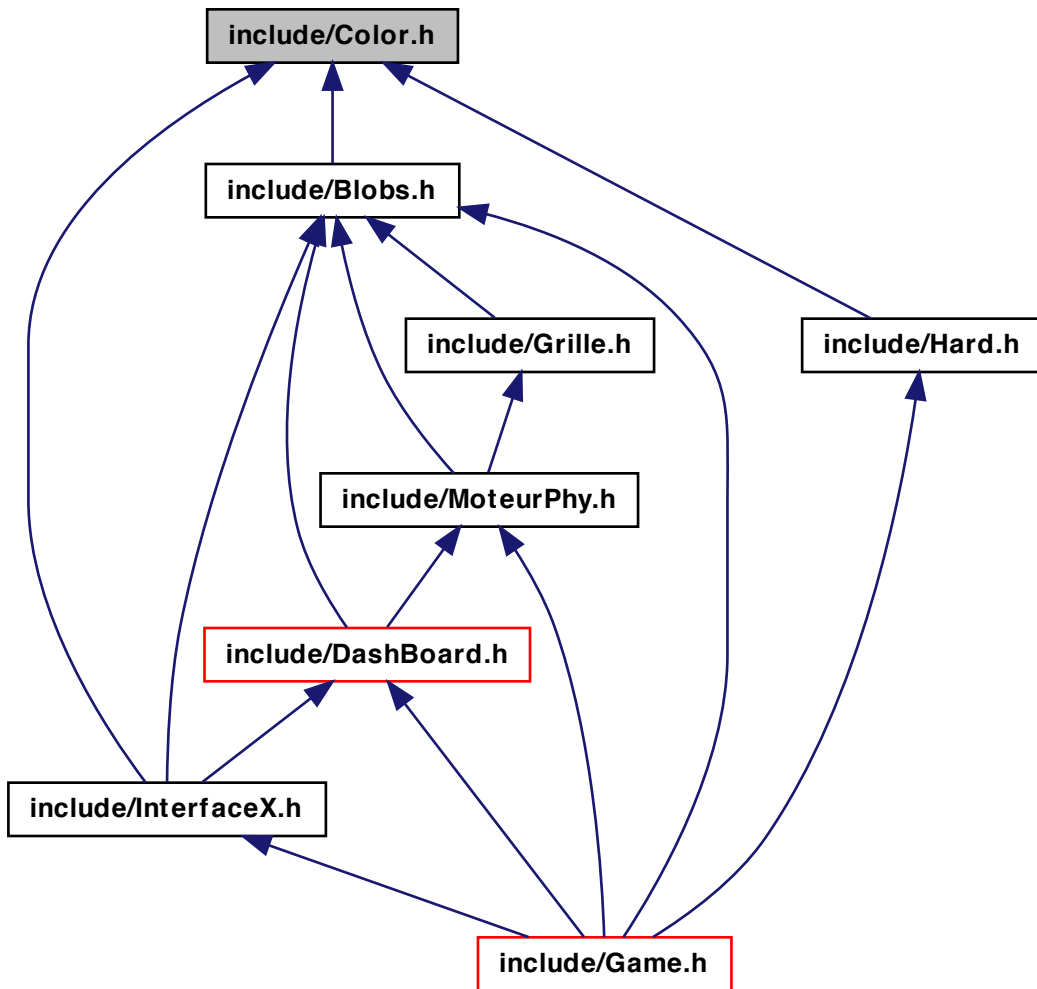 include/Color.h
include/Blobs.h
include/Grille.h
include/Hard.h
include/MoteurPhy.h
include/DashBoard.h
include/InterfaceX.h
include/Game.h